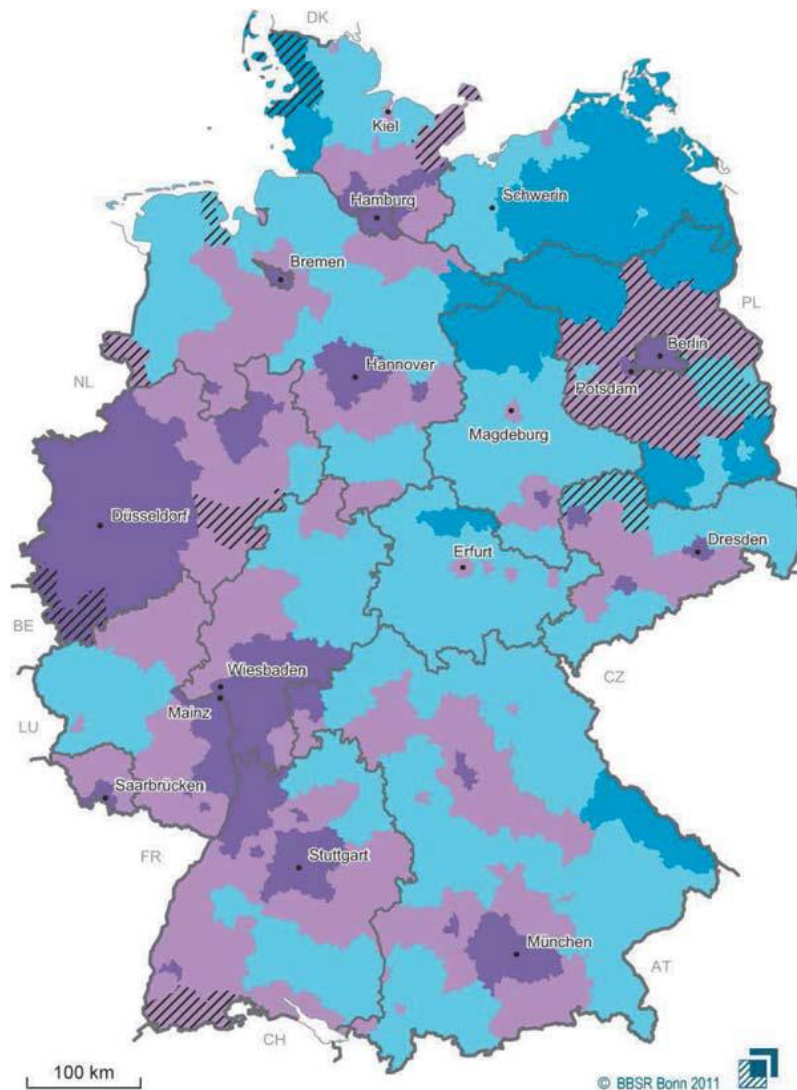 DK
Kiel
Hamburg
Schwerin
Bremen
PL
Berlin
Hannover
NL
Potsdam
Magdeburg
Düsseldorf
Dresden
Erfurt
BE
Wiesbaden
CZ
Mainz
LU
Saarbrücken
FR
Stuttgart
München
AT
CH
100 km
© BBSR Bonn 2011